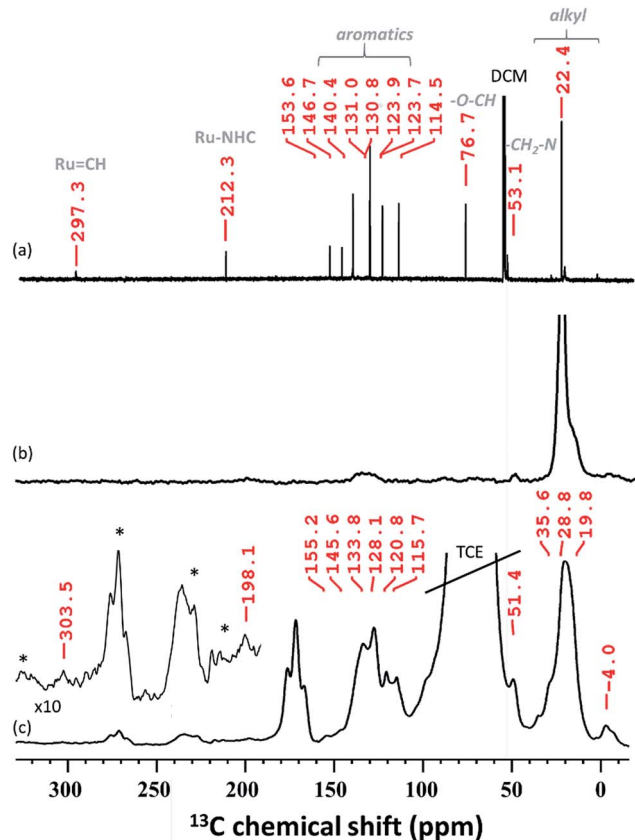 alkyl
aromatics
DCM
153.6
146.7
140.4
131.0
130.8
123.9
123.7
114.5
-O-CH
76.7
22.4
-CH₂-N
53.1
Ru=CH
297.3
Ru-NHC
212.3
(a)
(b)
*
*
*
*
303.5
198.1
155.2
145.6
133.8
128.1
120.8
115.7
TCE
51.4
35.6
28.8
19.8
-4.0
x10
(c)
300 250 200 150 100 50 0
¹³C chemical shift (ppm)